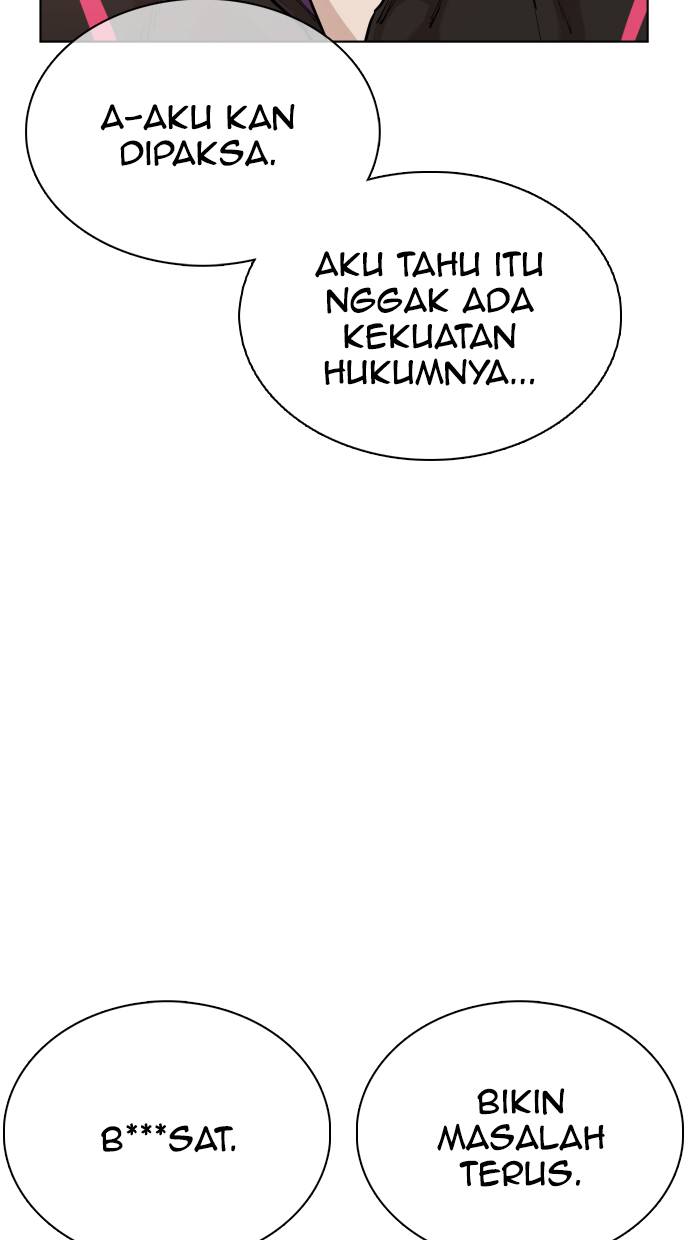 A-AKU KAN
DIPAKSA.
AKU TAHU ITU
NGGAK ADA
KEKUATAN
HUKUMNYA...
B***SAT.
BIKIN
MASALAH
TERUS.